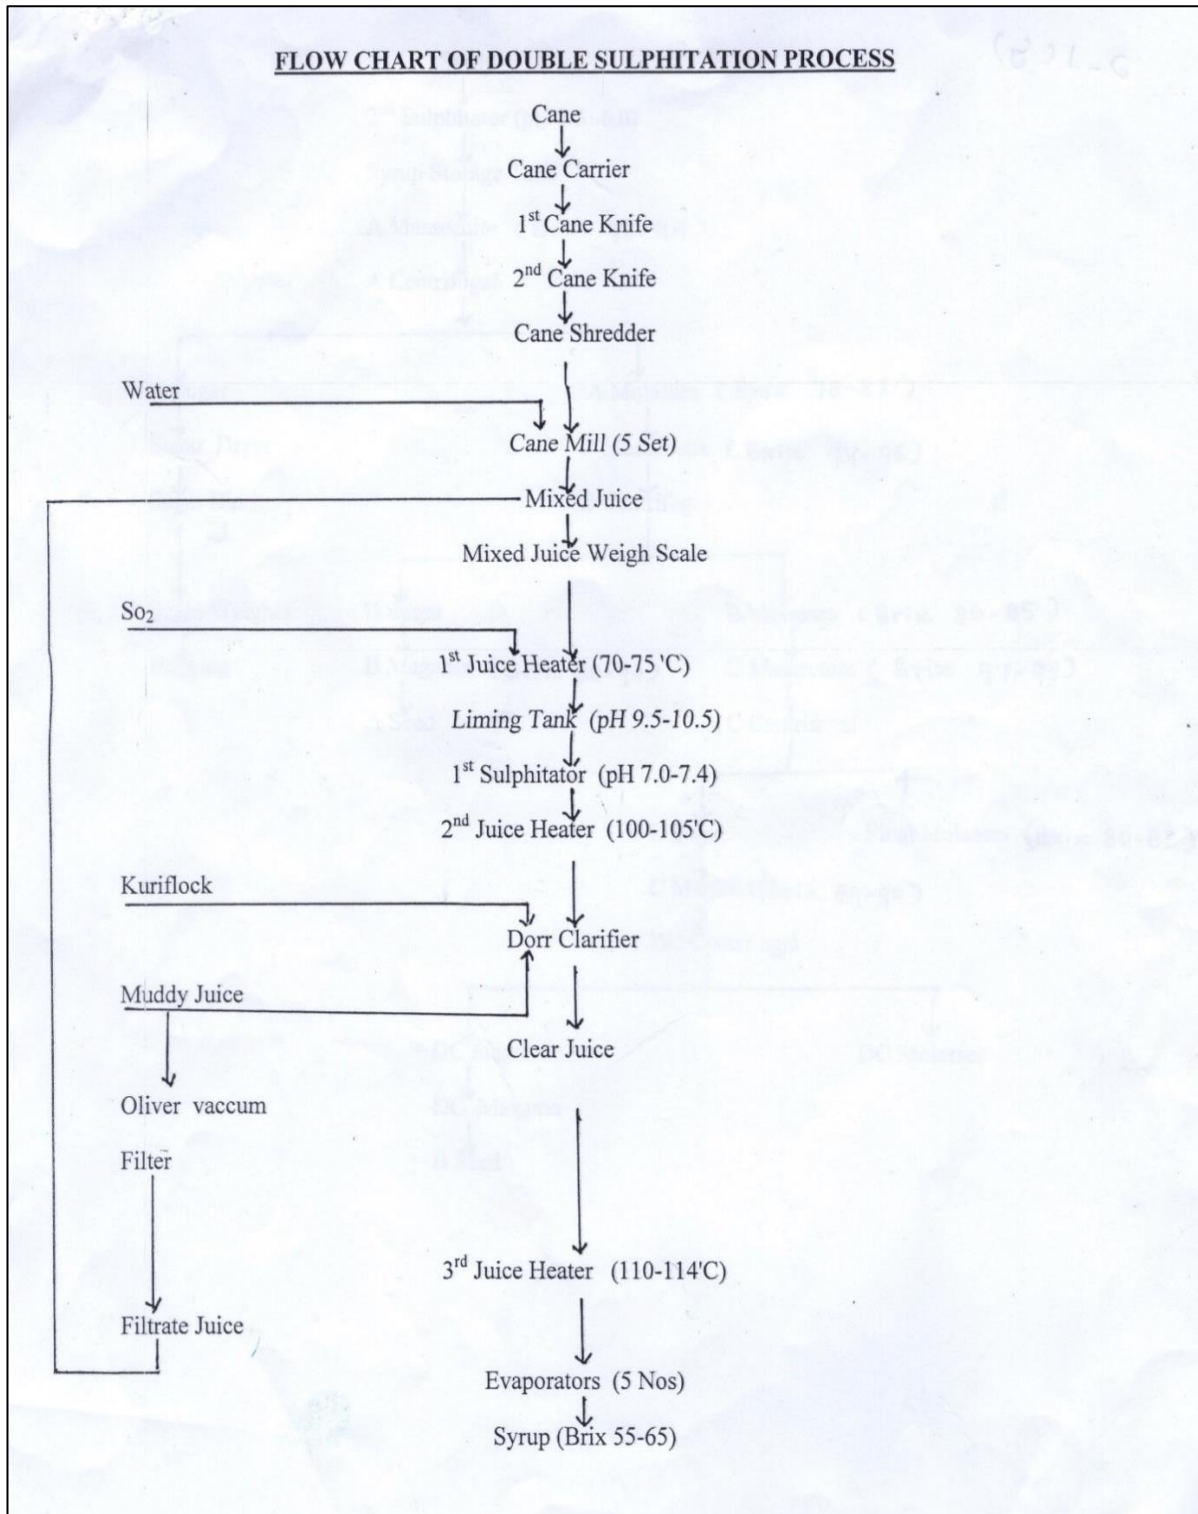 FLOW CHART OF DOUBLE SULPHITATION PROCESS
Cane
Cane Carrier
1st Cane Knife
2nd Cane Knife
Cane Shredder
Water
Cane Mill (5 Set)
Mixed Juice
Mixed Juice Weigh Scale
So2
1st Juice Heater (70-75,'C)
Liming Tank (pH 9.5-10.5)
1st Sulphitator (pH 7.0-7.4)
2nd Juice Heater (100-105'C)
Kuriflock
Dorr Clarifier
Muddy Juice
Clear Juice
Oliver vaccum
Filter
3rd Juice Heater (110-114'C)
Filtrate Juice
Evaporators (5 Nos)
Syrup (Brix 55-65)